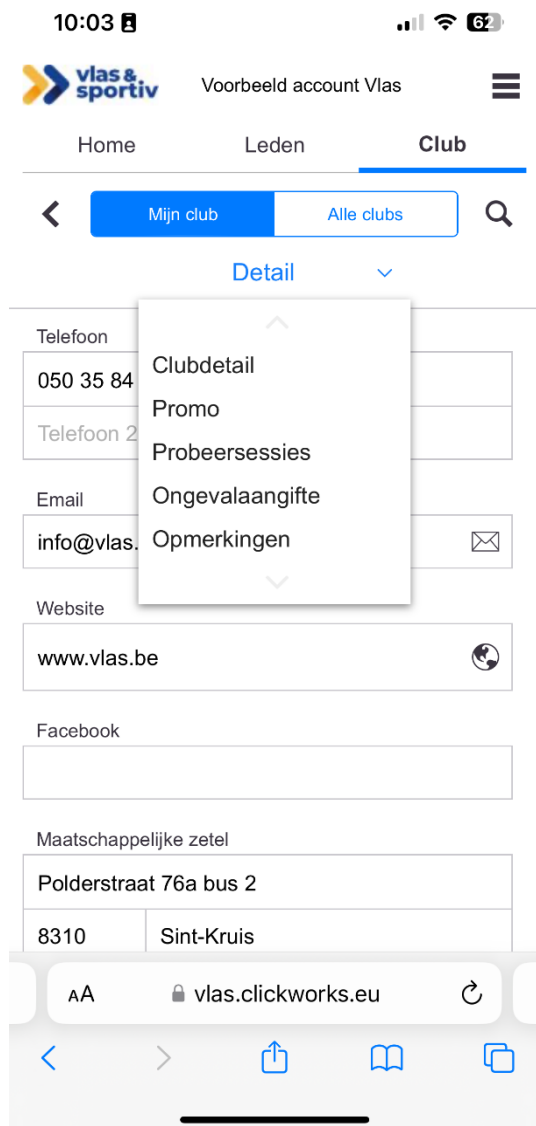 10:03
62
vlas &
sportiv
Voorbeeld account Vlas
Home Leden Club
Mijn club Alle clubs
Detail
Telefoon
050 35 84
Telefoon 2
Clubdetail
Promo
Probeersessies
Ongevalaangifte
Opmerkingen
Email
info@vlas.
Website
www.vlas.be
Facebook
Maatschappelijke zetel
Polderstraat 76a bus 2
8310 Sint-Kruis
AA vlas.clickworks.eu